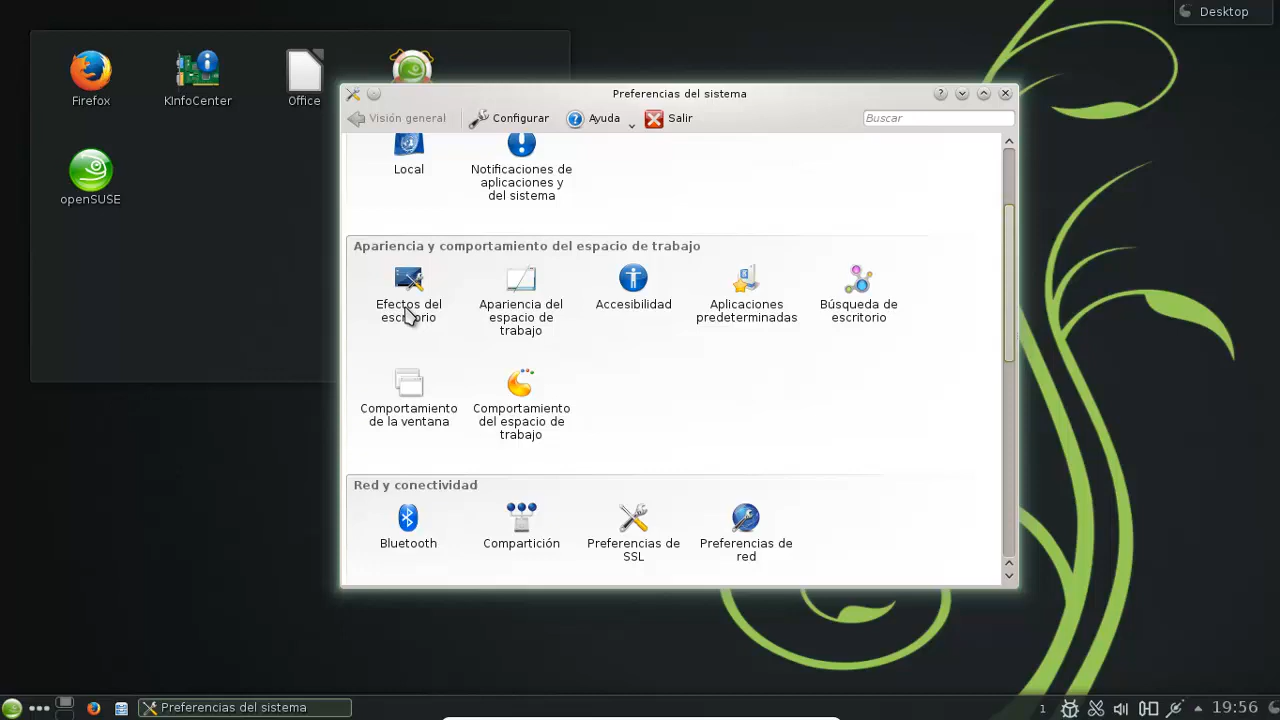 Desktop
Firefox
KInfoCenter
Office
openSUSE
Preferencias del sistema
Visión general
Configurar
Ayuda
Salir
Buscar
Local
Notificaciones de
aplicaciones y
del sistema
Apariencia y comportamiento del espacio de trabajo
Efectos del
escritorio
Apariencia del
espacio de
trabajo
Accesibilidad
Aplicaciones
predeterminadas
Búsqueda de
escritorio
Comportamiento
de la ventana
Comportamiento
del espacio de
trabajo
Red y conectividad
Bluetooth
Compartición
Preferencias de
SSL
Preferencias de
red
Preferencias del sistema
1
19:56